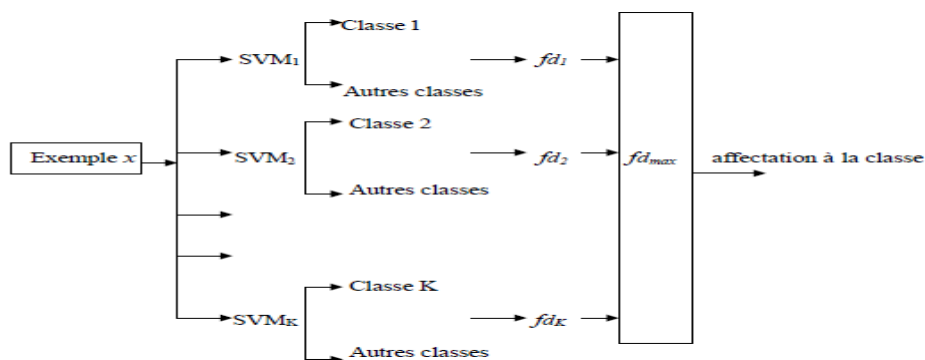 Classe 1
SVM1 fd1
Autres classes
Classe 2
Exemple x SVM2 fd2 fdmax affectation à la classe
Autres classes
Classe K
SVMK fdK
Autres classes